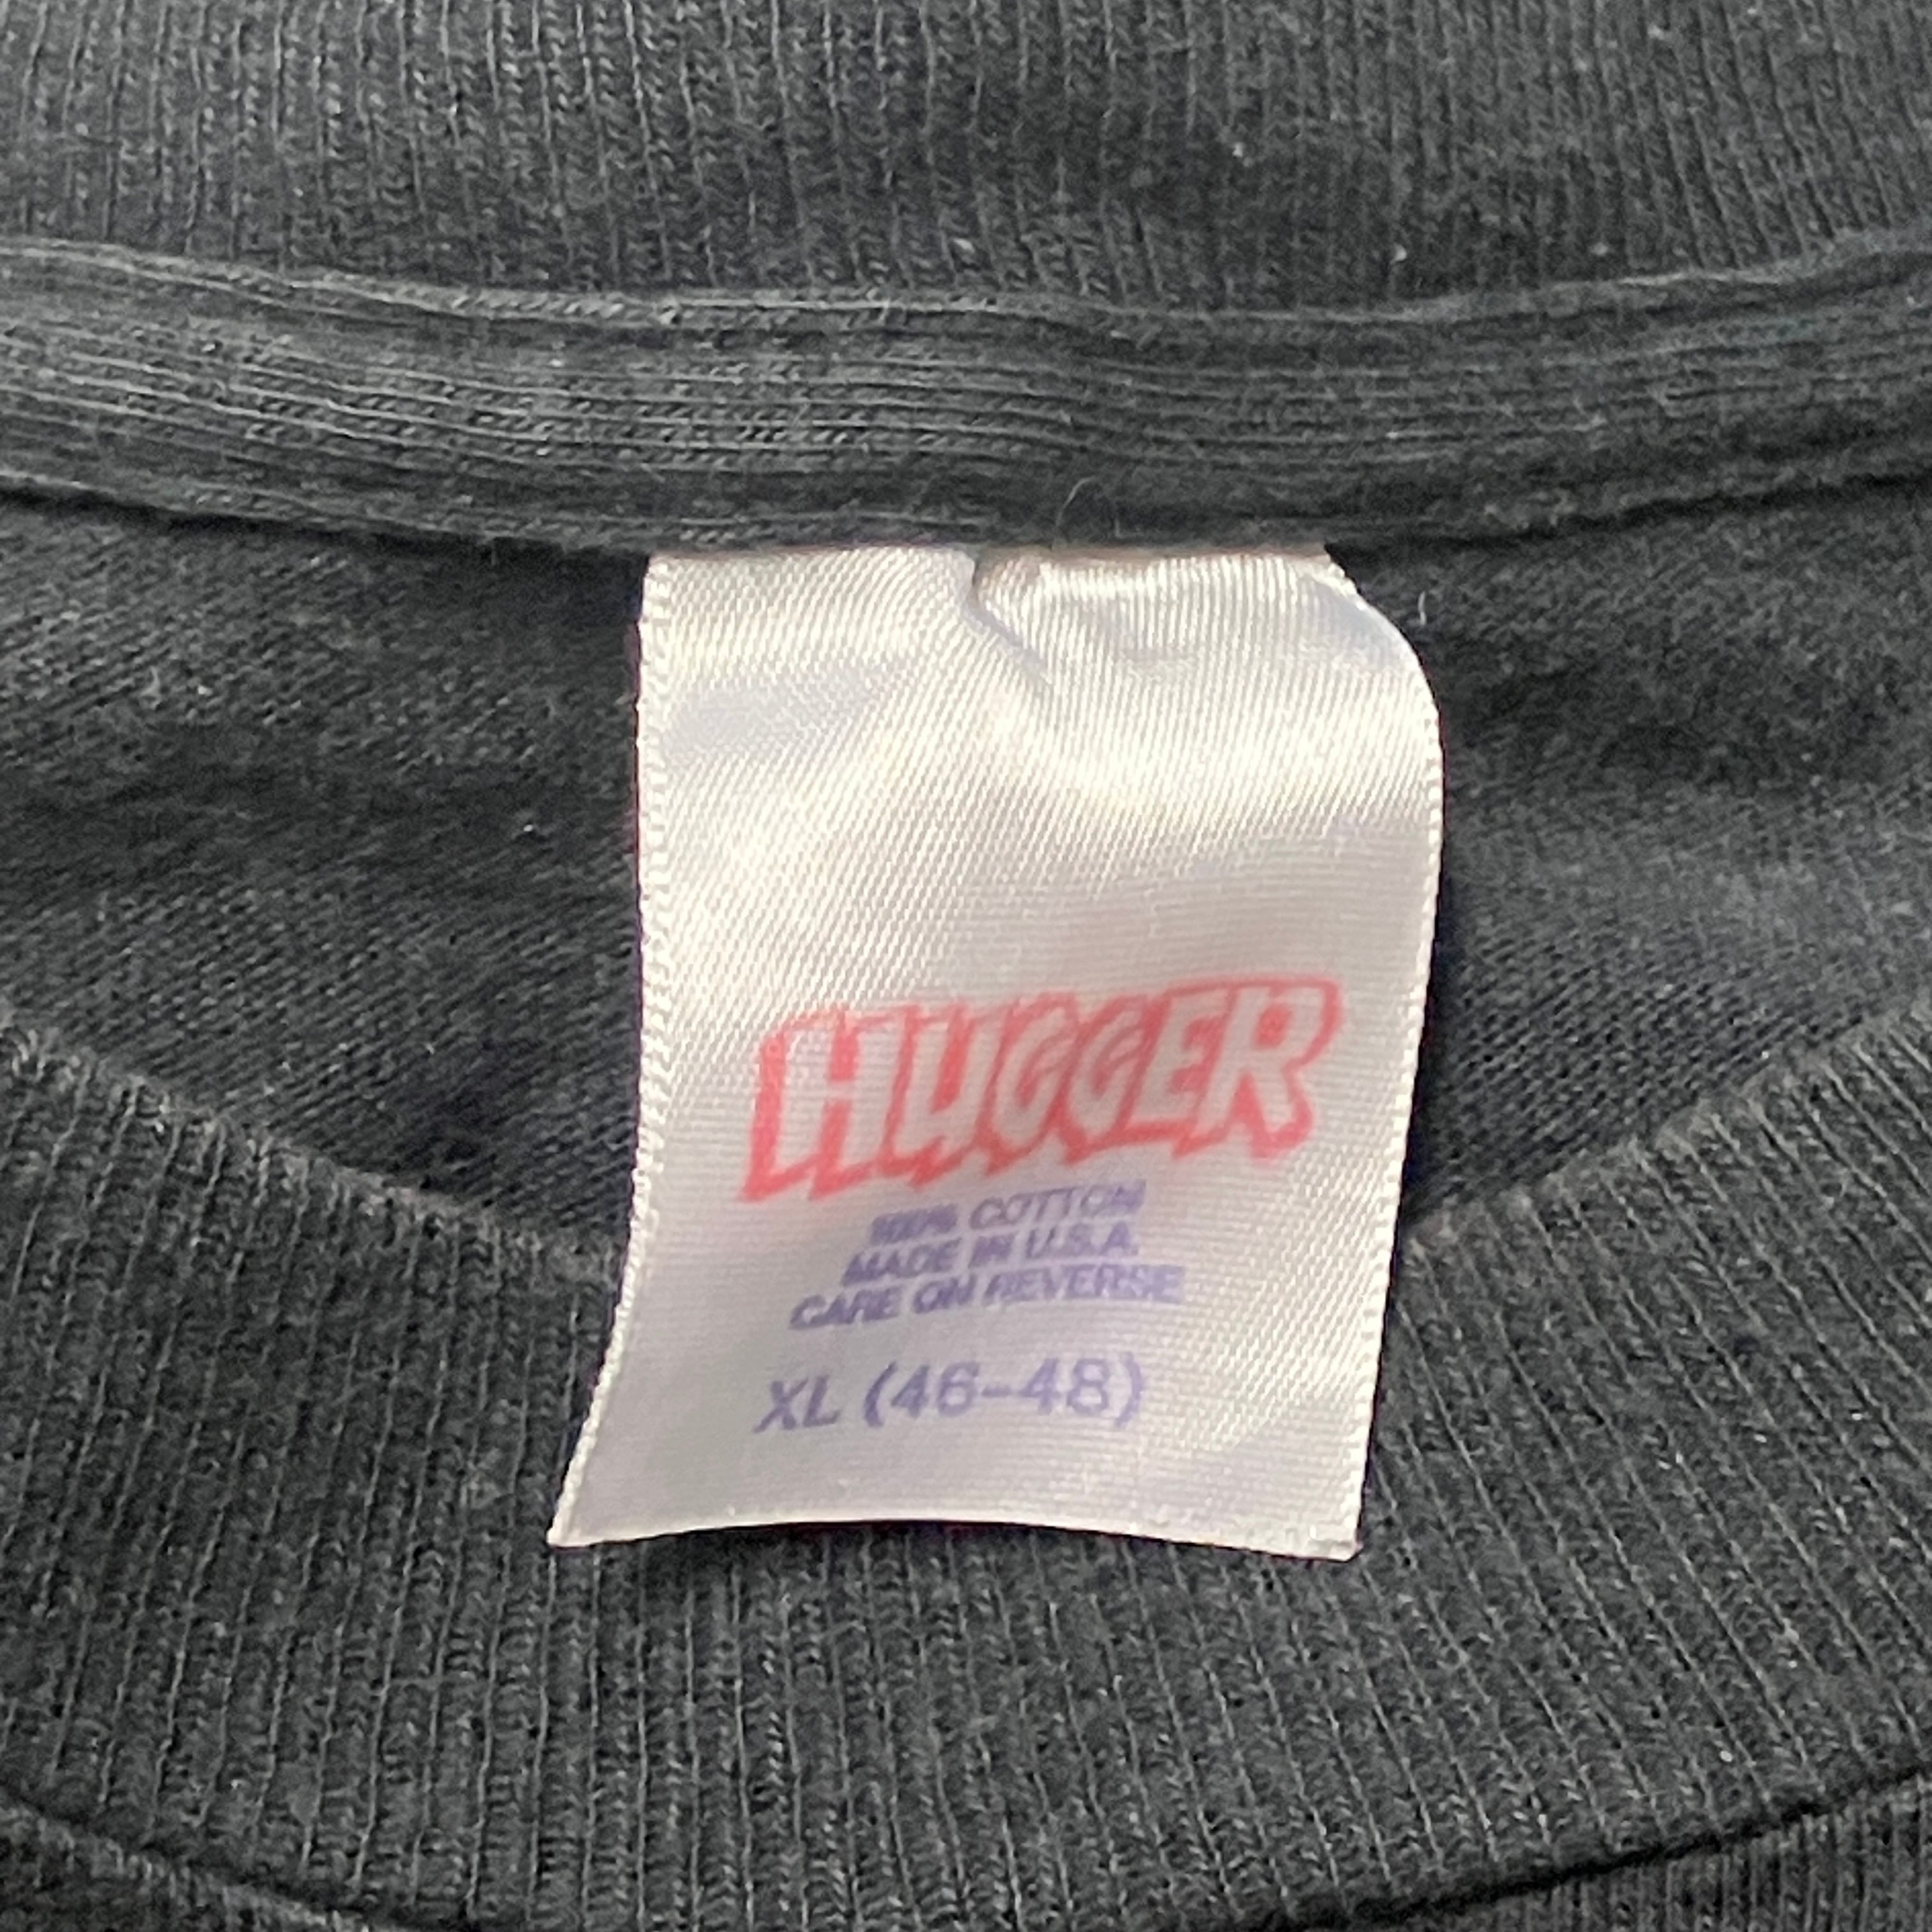 HUGGER
100% COTTON
MADE IN U.S.A.
CARE ON REVERSE
XL (46-48)